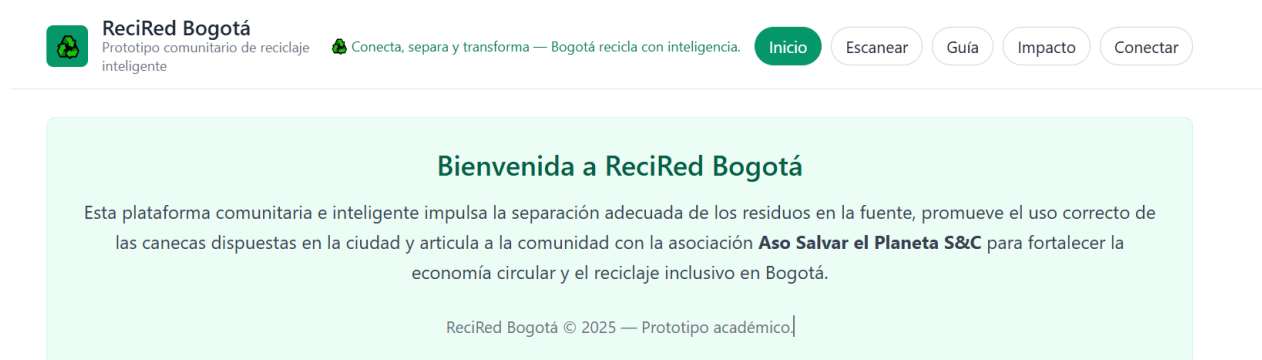 ReciRed Bogotá
Prototipo comunitario de reciclaje
inteligente
Conecta, separa y transforma — Bogotá recicla con inteligencia.
Inicio
Escanear
Guía
Impacto
Conectar
Bienvenida a ReciRed Bogotá
Esta plataforma comunitaria e inteligente impulsa la separación adecuada de los residuos en la fuente, promueve el uso correcto de
las canecas dispuestas en la ciudad y articula a la comunidad con la asociación Aso Salvar el Planeta S&C para fortalecer la
economía circular y el reciclaje inclusivo en Bogotá.
ReciRed Bogotá © 2025 — Prototipo académico.